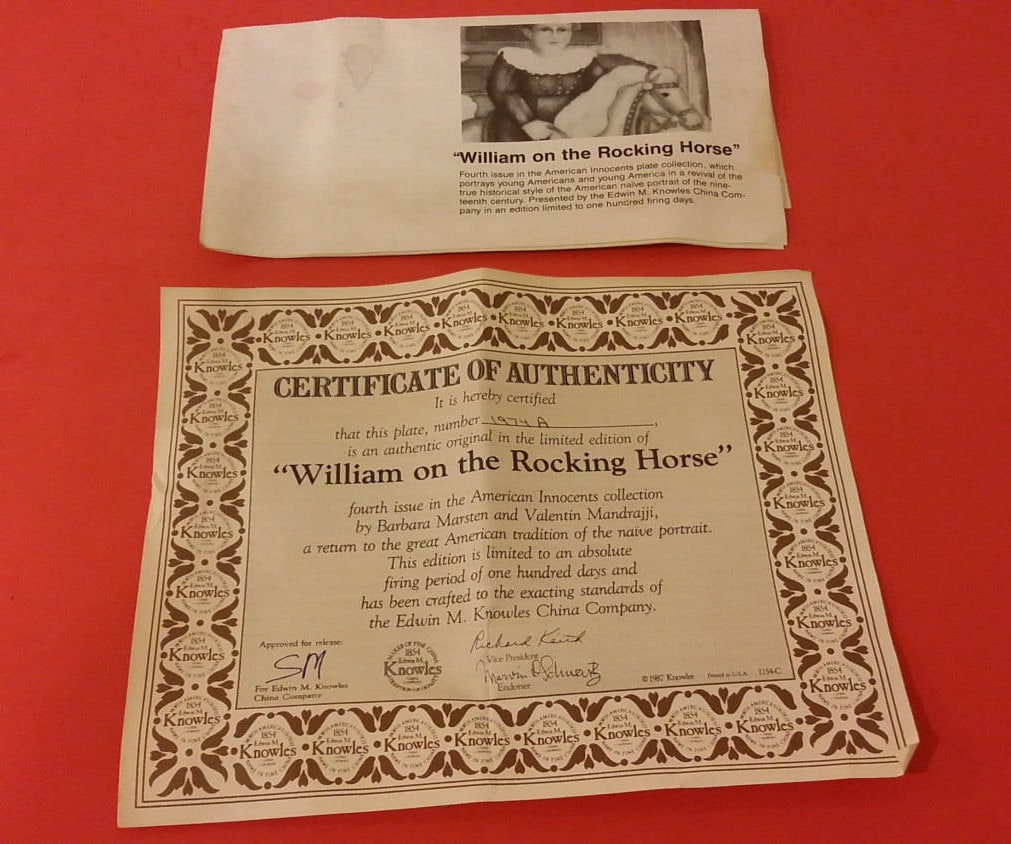 "William on the Rocking Horse"
Fourth issue in the American Innocents plate collection, which
portrays young Americans and young America in a revival of the
true historical style of the American naive portrait of the nine-
teenth century. Presented by the Edwin M. Knowles China Com-
pany in an edition limited to one hundred firing days.
CERTIFICATE OF AUTHENTICITY
It is hereby certified
that this plate, number 1974 A,
is an authentic original in the limited edition of
"William on the Rocking Horse"
fourth issue in the American Innocents collection
by Barbara Marsten and Valentin Mandrajji,
a return to the great American tradition of the naive portrait.
This edition is limited to an absolute
firing period of one hundred days and
has been crafted to the exacting standards of
the Edwin M. Knowles China Company.
Approved for release:
SM
For Edwin M. Knowles
China Company
1854
Edwin M.
Knowles
Richard Keith
Vice President
Marvin
Endorser
© 1987 Knowles
Printed in U.S.A.
1154-C